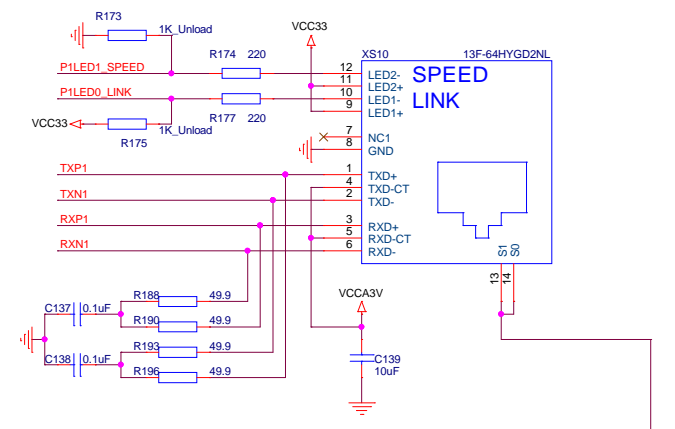 R173
1K_Unload
VCC33
XS10
13F-64HYGD2NL
R174
220
P1LED1_SPEED
12
LED2-
SPEED
11
LED2+
P1LED0_LINK
10
LED1-
LINK
9
LED1+
R177
220
VCC33
1K_Unload
R175
7
NC1
8
GND
TXP1
1
TXD+
4
TXD-CT
TXN1
2
TXD-
RXP1
3
RXD+
5
RXD-CT
RXN1
6
RXD-
S1
S0
13
14
VCCA3V
R188
49.9
C137
0.1uF
R190
49.9
R193
49.9
C138
0.1uF
R196
49.9
C139
10uF